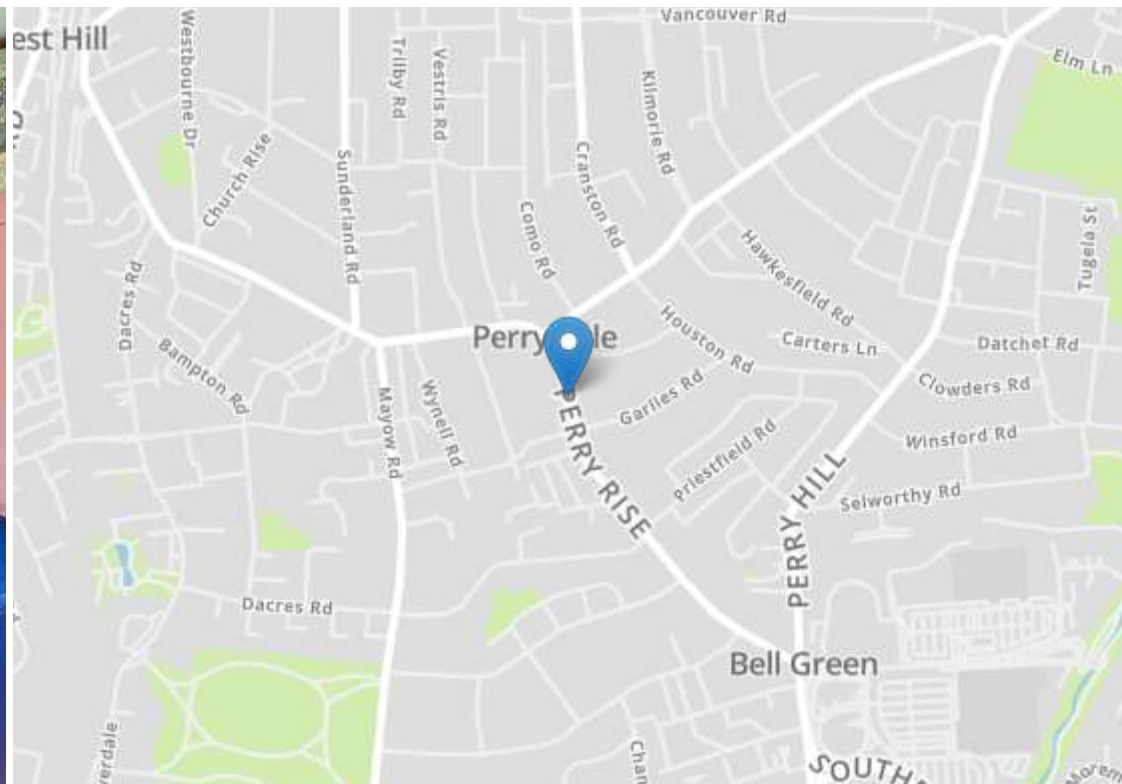 Vancouver Rd
est Hill
Elm Ln
Westbourne Dr
Trilby Rd
Vestris Rd
Kilmorie Rd
Church Rise
Sunderland Rd
Cranston Rd
Como Rd
Tugela St
Hawkesfield Rd
Dacres Rd
Houston Rd
Carters Ln
Datchet Rd
Bampton Rd
Mayow Rd
Wynell Rd
Garlies Rd
Clowders Rd
Winsford Rd
PERRY RISE
Priestfield Rd
PERRY HILL
Selworthy Rd
Dacres Rd
Bell Green